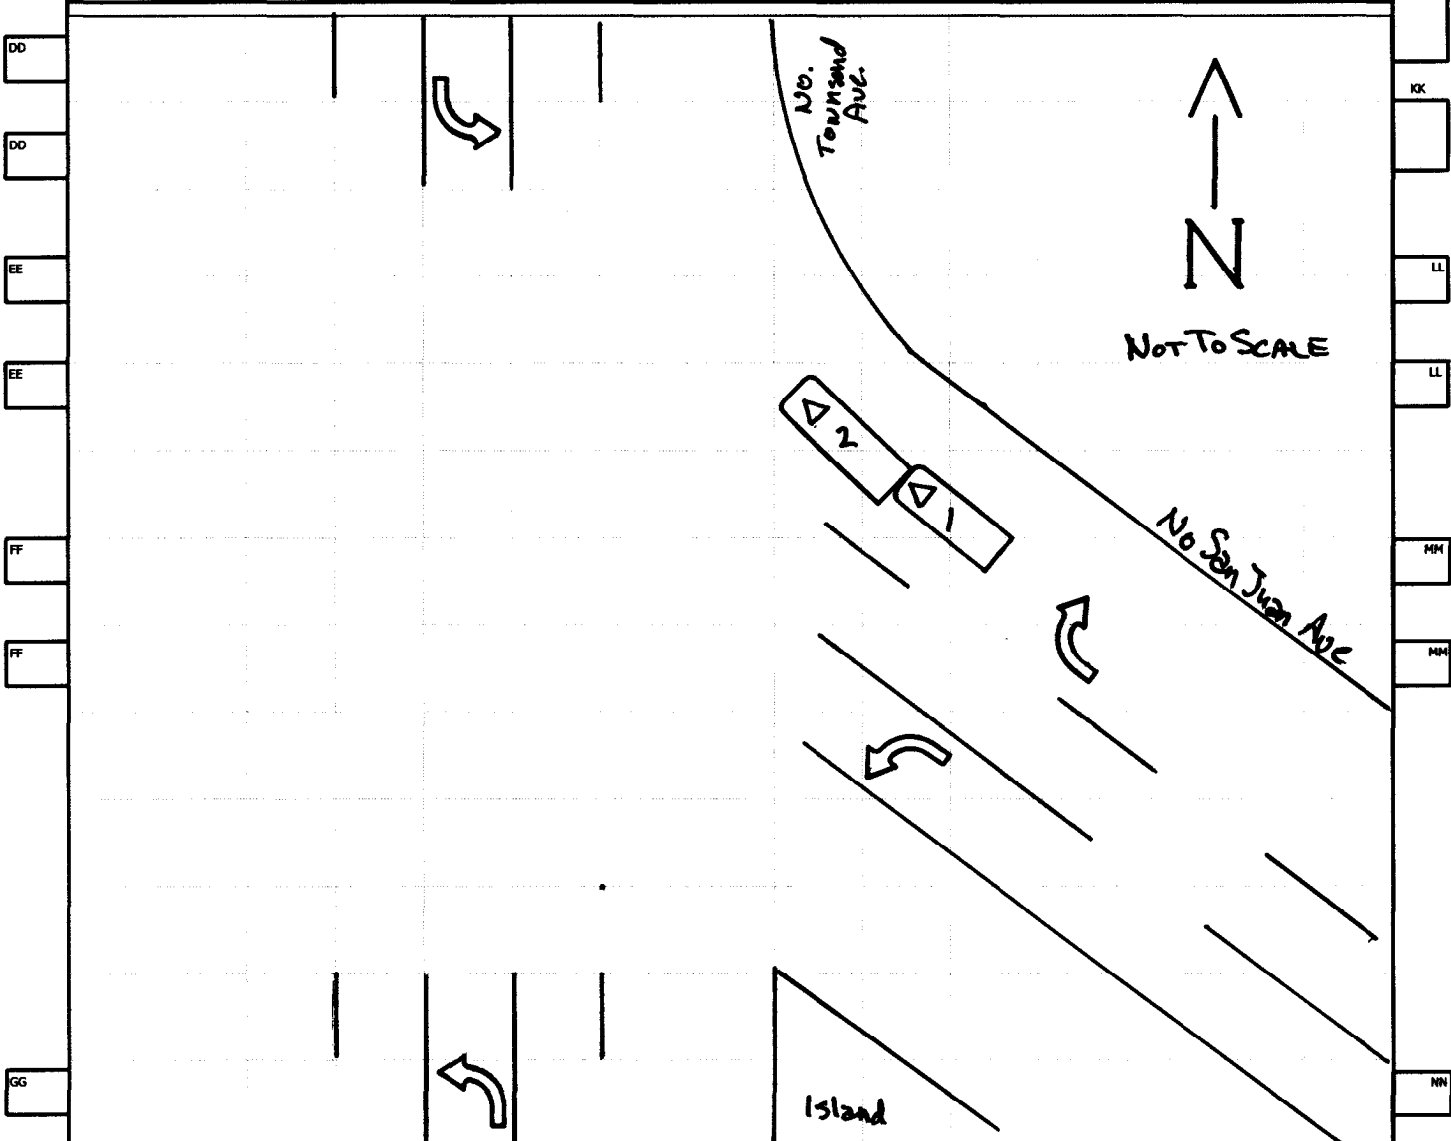 DD
DD
EE
EE
FF
FF
GG
KK
LL
LL
MM
MM
NN
No.
Townsend
Ave.
N
Not To Scale
2
1
No San Juan Ave
Island